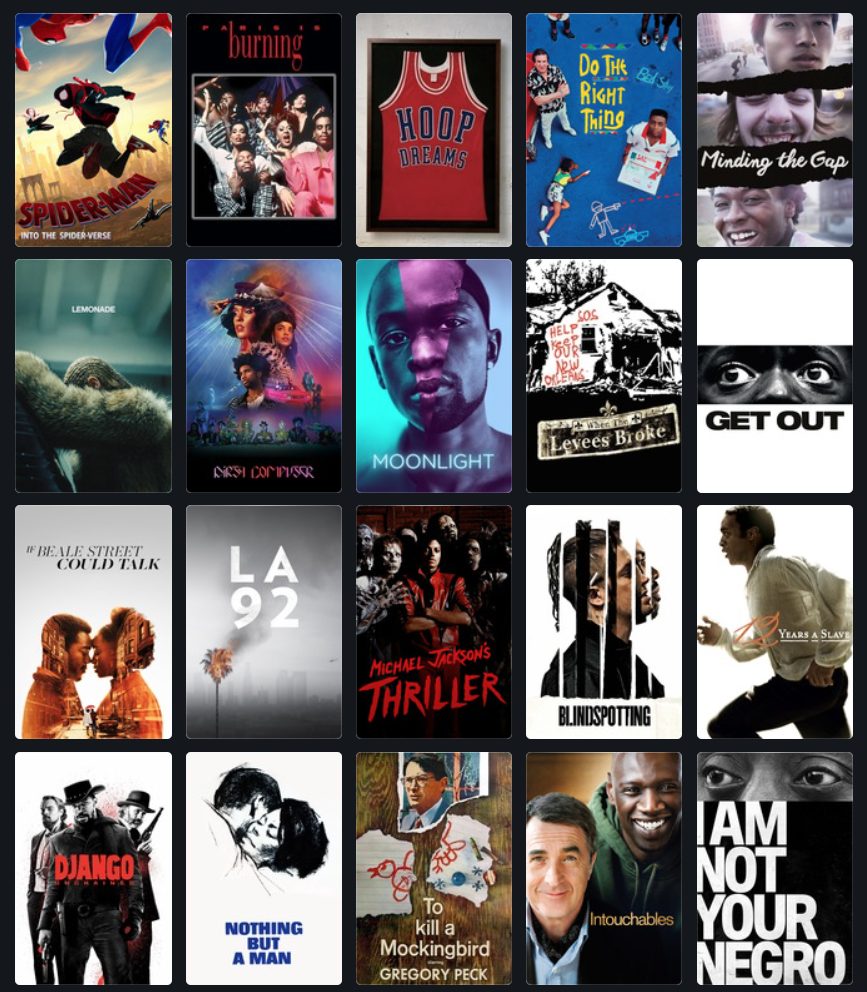 SPIDER-MAN
INTO THE SPIDER-VERSE
PARIS IS
burning
HOOP
DREAMS
DO THE
RIGHT
THING
Minding the Gap
LEMONADE
DIRTY COMPUTER
MOONLIGHT
SOS
HELP
KEEP
OUR
NEW
ORLEANS
When The
Levees Broke
GET OUT
IF BEALE STREET
COULD TALK
LA
92
MICHAEL JACKSON'S
THRILLER
BLINDSPOTTING
12 YEARS A SLAVE
DJANGO
UNCHAINED
NOTHING
BUT
A MAN
To
kill a
Mockingbird
starring
GREGORY PECK
Intouchables
I AM
NOT
YOUR
NEGRO